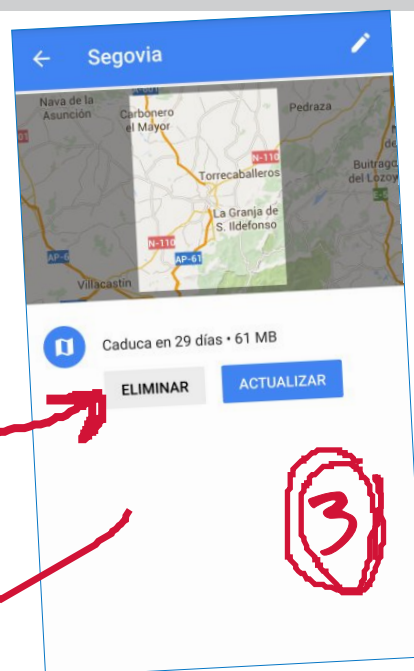 Segovia
Nava de la
Asunción
Carbonero
el Mayor
Pedraza
N-110
Torrecaballeros
Buitrago
del Lozoy
La Granja de
S. Ildefonso
N-110
AP-6
AP-61
Villacastín
Caduca en 29 días • 61 MB
ELIMINAR
ACTUALIZAR
3